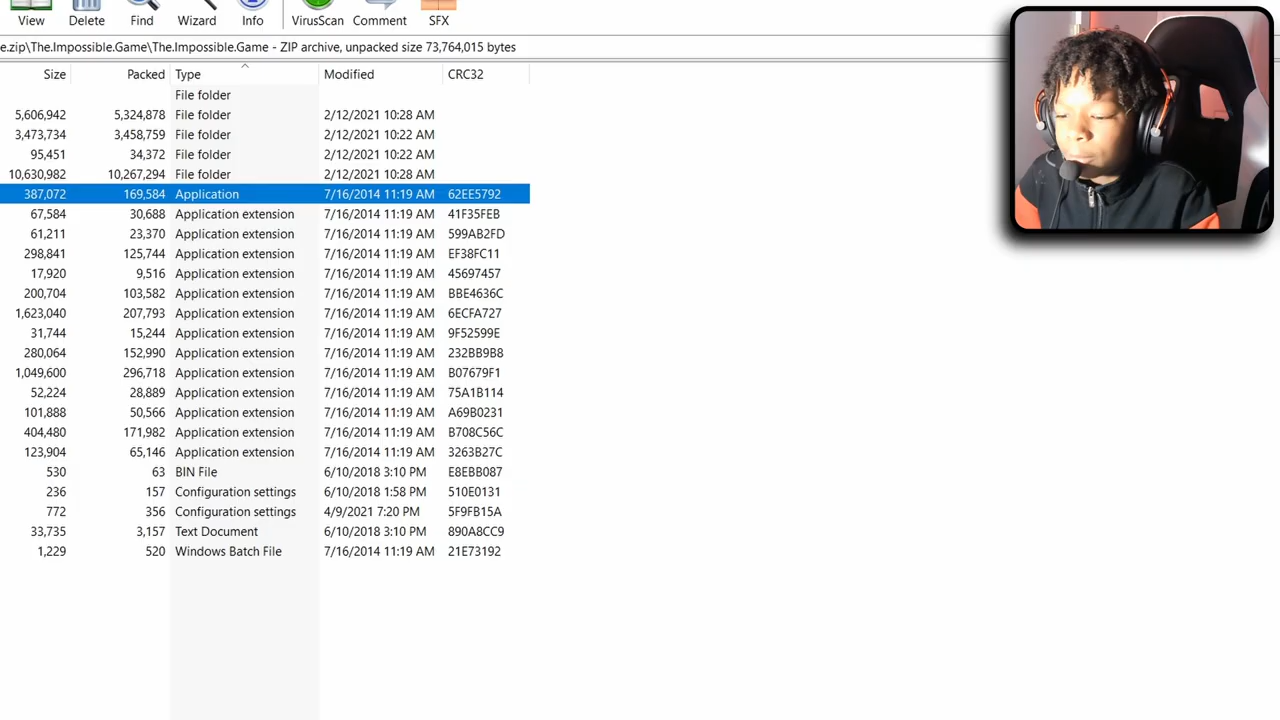 View Delete Find Wizard Info VirusScan Comment SFX
e.zip\The.Impossible.Game\The.Impossible.Game - ZIP archive, unpacked size 73,764,015 bytes
Size Packed Type Modified CRC32
File folder
5,606,942 5,324,878 File folder 2/12/2021 10:28 AM
3,473,734 3,458,759 File folder 2/12/2021 10:22 AM
95,451 34,372 File folder 2/12/2021 10:22 AM
10,630,982 10,267,294 File folder 2/12/2021 10:28 AM
387,072 169,584 Application 7/16/2014 11:19 AM 62EE5792
67,584 30,688 Application extension 7/16/2014 11:19 AM 41F35FEB
61,211 23,370 Application extension 7/16/2014 11:19 AM 599AB2FD
298,841 125,744 Application extension 7/16/2014 11:19 AM EF38FC11
17,920 9,516 Application extension 7/16/2014 11:19 AM 45697457
200,704 103,582 Application extension 7/16/2014 11:19 AM BBE4636C
1,623,040 207,793 Application extension 7/16/2014 11:19 AM 6ECFA727
31,744 15,244 Application extension 7/16/2014 11:19 AM 9F52599E
280,064 152,990 Application extension 7/16/2014 11:19 AM 232BB9B8
1,049,600 296,718 Application extension 7/16/2014 11:19 AM B07679F1
52,224 28,889 Application extension 7/16/2014 11:19 AM 75A1B114
101,888 50,566 Application extension 7/16/2014 11:19 AM A69B0231
404,480 171,982 Application extension 7/16/2014 11:19 AM B708C56C
123,904 65,146 Application extension 7/16/2014 11:19 AM 3263B27C
530 63 BIN File 6/10/2018 3:10 PM E8EBB087
236 157 Configuration settings 6/10/2018 1:58 PM 510E0131
772 356 Configuration settings 4/9/2021 7:20 PM 5F9FB15A
33,735 3,157 Text Document 6/10/2018 3:10 PM 890A8CC9
1,229 520 Windows Batch File 7/16/2014 11:19 AM 21E73192